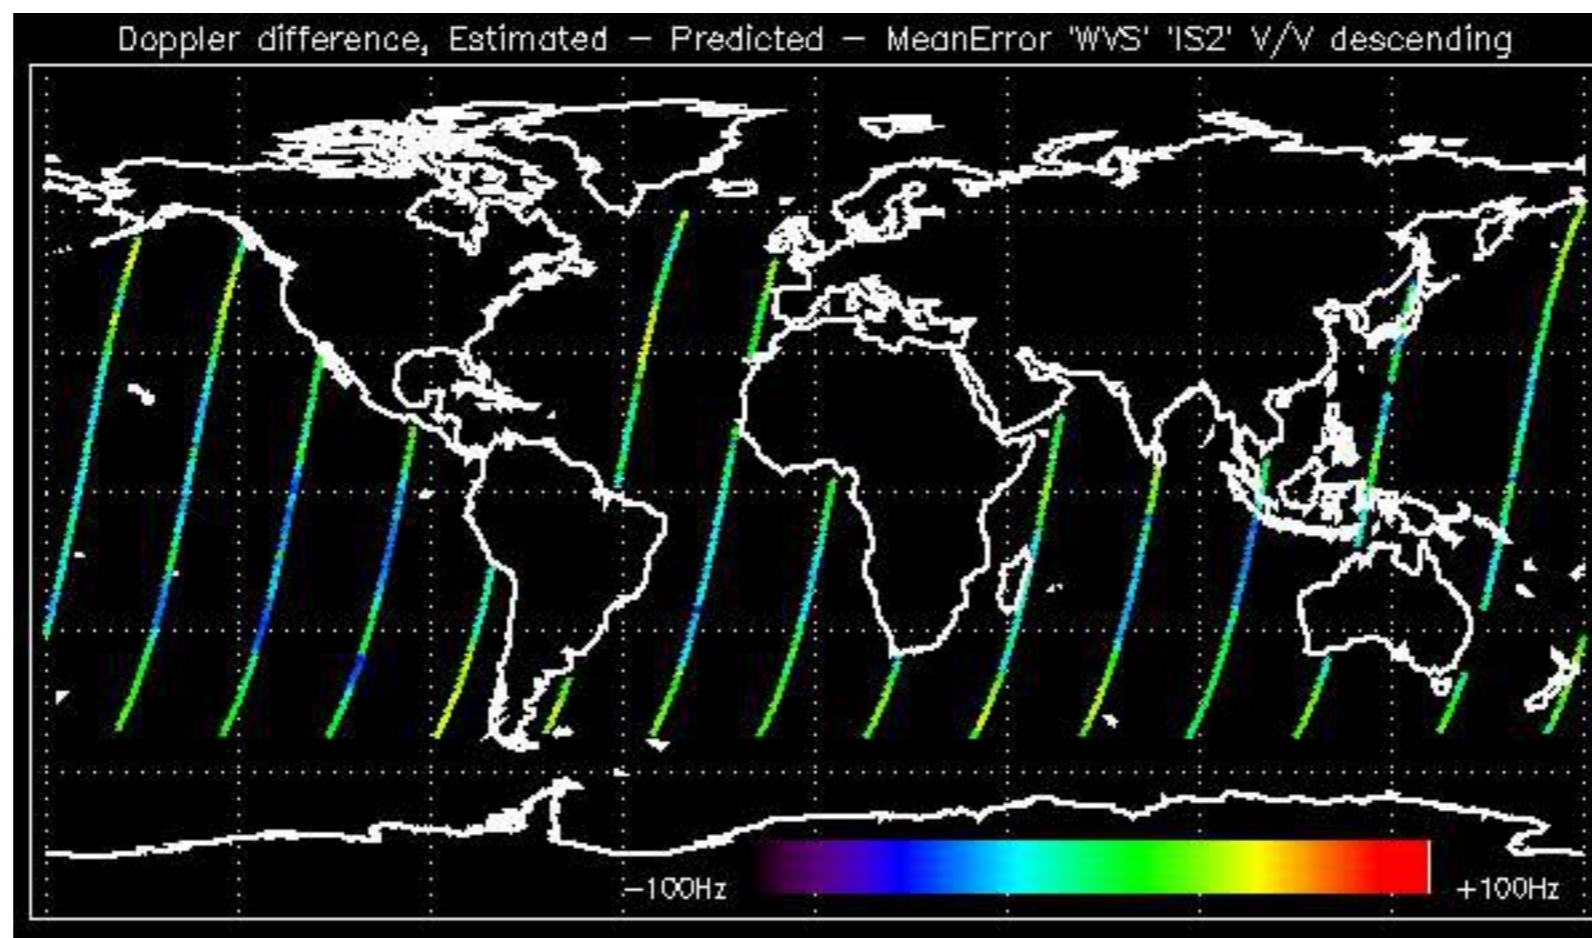 Doppler difference, Estimated – Predicted – MeanError 'WVS' 'IS2' V/V descending
–100Hz +100Hz